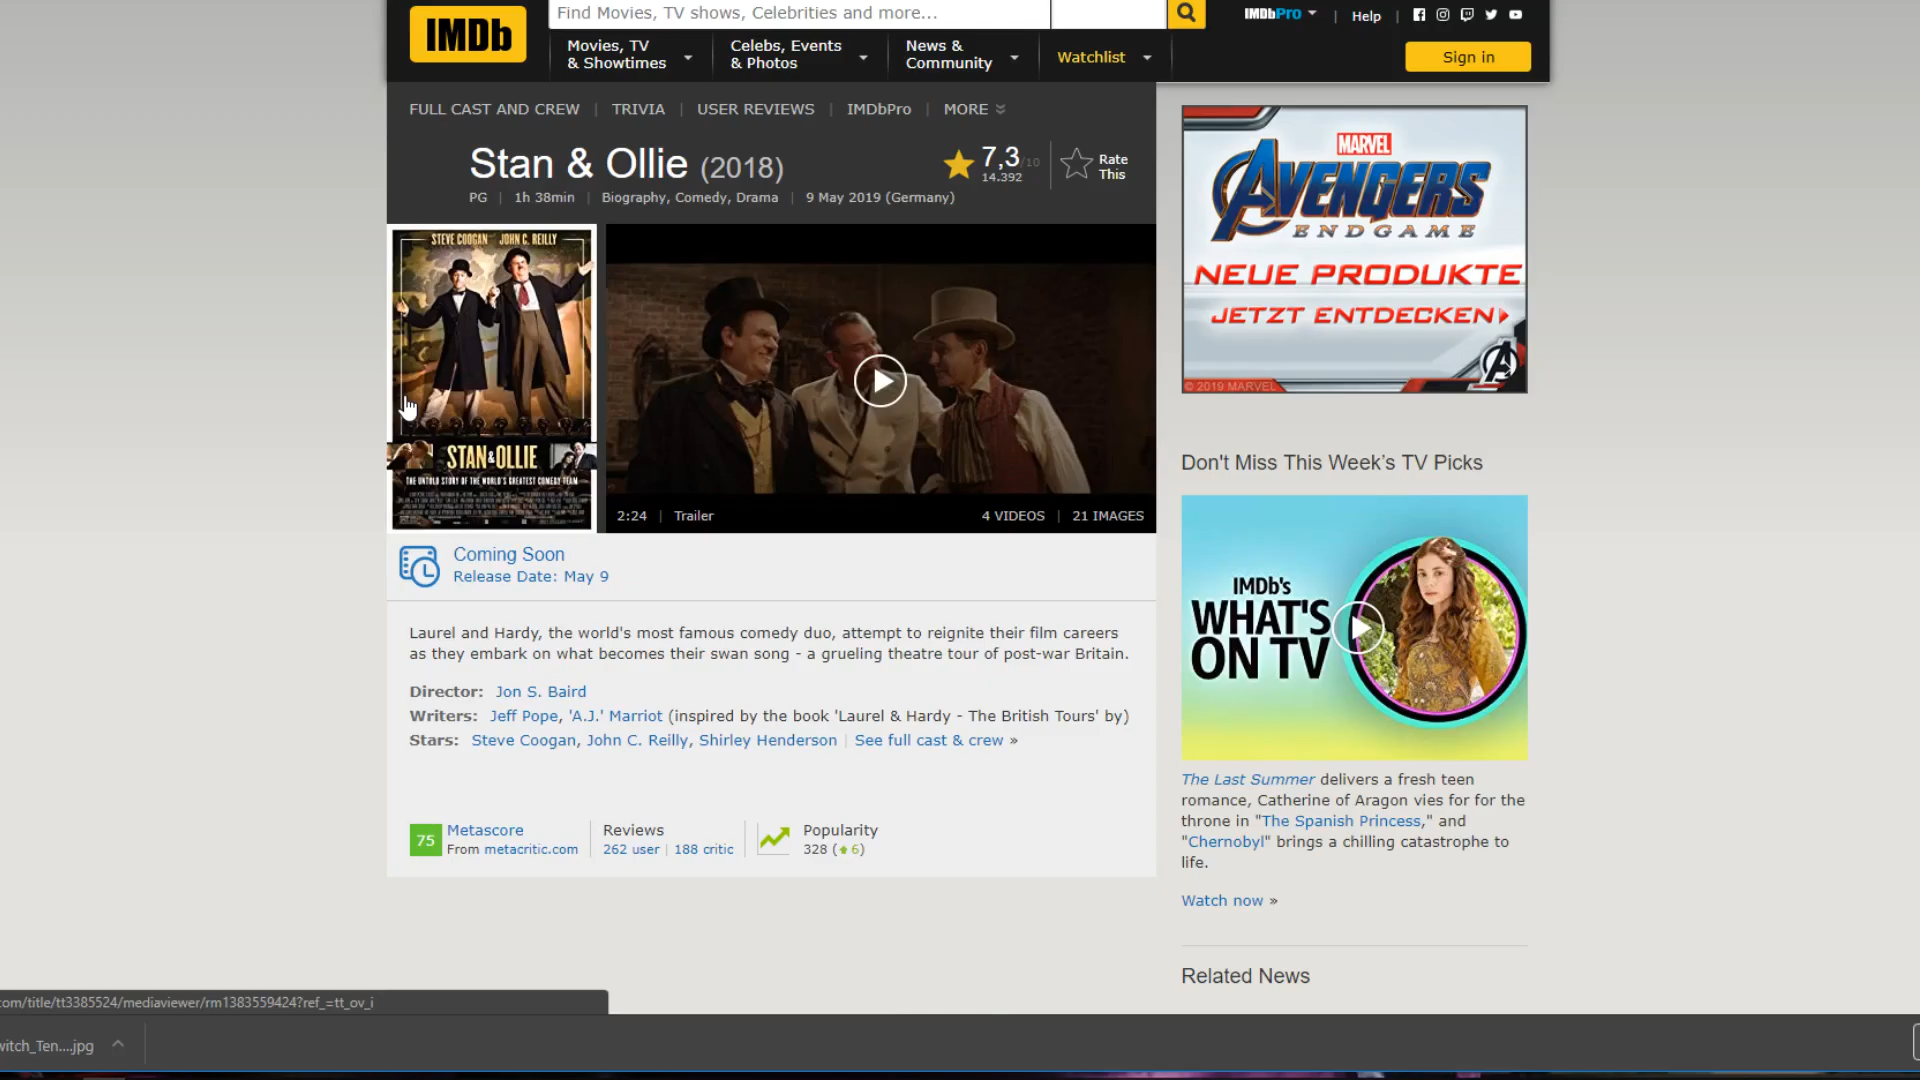 IMDb
Find Movies, TV shows, Celebrities and more...
IMDbPro
Help
Movies, TV
& Showtimes
Celebs, Events
& Photos
News &
Community
Watchlist
Sign in
FULL CAST AND CREW | TRIVIA | USER REVIEWS | IMDbPro | MORE
Stan & Ollie (2018)
7,3/10
14.392
Rate
This
PG | 1h 38min | Biography, Comedy, Drama | 9 May 2019 (Germany)
STEVE COOGAN JOHN C. REILLY
STAN & OLLIE
THE UNTOLD STORY OF THE WORLD'S GREATEST COMEDY TEAM
2:24 | Trailer
4 VIDEOS | 21 IMAGES
Coming Soon
Release Date: May 9
Laurel and Hardy, the world's most famous comedy duo, attempt to reignite their film careers
as they embark on what becomes their swan song - a grueling theatre tour of post-war Britain.
Director: Jon S. Baird
Writers: Jeff Pope, 'A.J.' Marriot (inspired by the book 'Laurel & Hardy - The British Tours' by)
Stars: Steve Coogan, John C. Reilly, Shirley Henderson | See full cast & crew »
75
Metascore
From metacritic.com
Reviews
262 user | 188 critic
Popularity
328 (6)
MARVEL
AVENGERS
ENDGAME
NEUE PRODUKTE
JETZT ENTDECKEN
© 2019 MARVEL
Don't Miss This Week's TV Picks
IMDb's
WHAT'S
ON TV
The Last Summer delivers a fresh teen
romance, Catherine of Aragon vies for for the
throne in "The Spanish Princess," and
"Chernobyl" brings a chilling catastrophe to
life.
Watch now »
Related News
com/title/tt3385524/mediaviewer/rm1383559424?ref_=tt_ov_i
witch_Ten....jpg